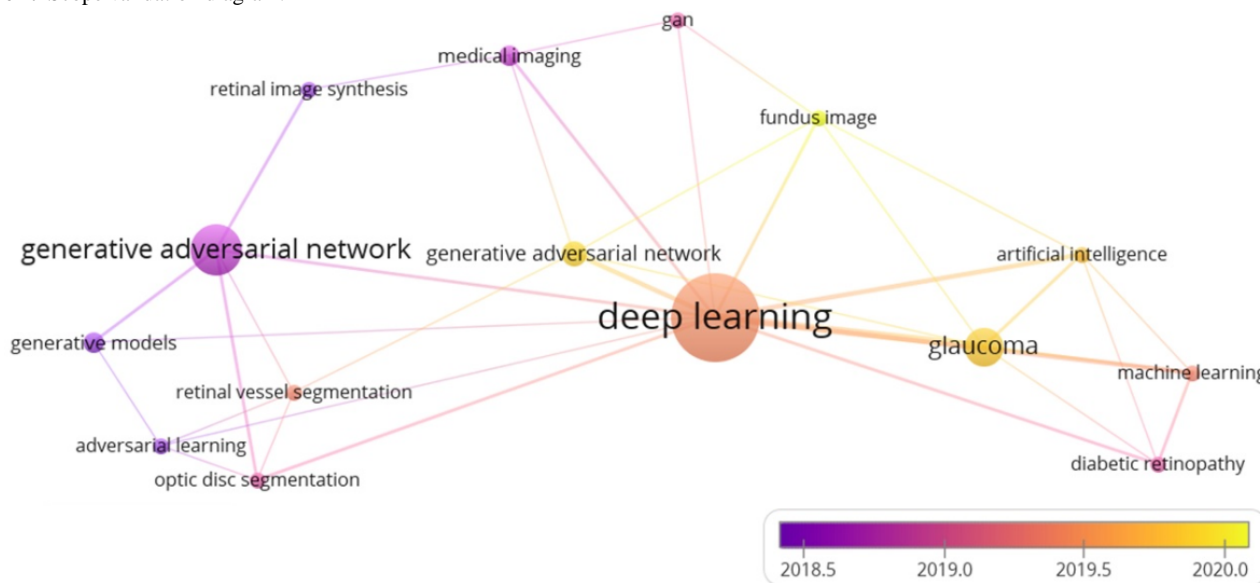 gan
medical imaging
retinal image synthesis
fundus image
generative adversarial network
generative adversarial network
artificial intelligence
deep learning
generative models
glaucoma
machine learning
retinal vessel segmentation
adversarial learning
diabetic retinopathy
optic disc segmentation
2018.5 2019.0 2019.5 2020.0